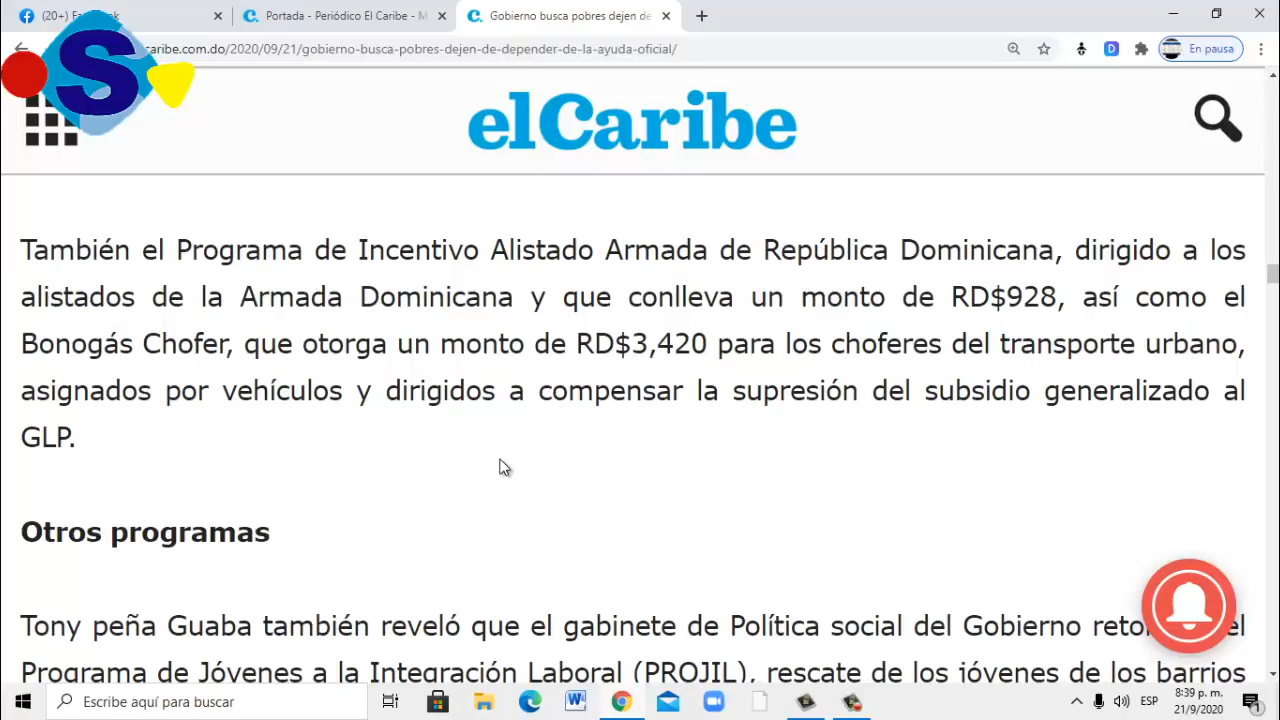 (20+) Fa ok
Portada - Periódico El Caribe - M
Gobierno busca pobres dejen de
caribe.com.do/2020/09/21/gobierno-busca-pobres-dejen-de-depender-de-la-ayuda-oficial/
D
En pausa
S
elCaribe
También el Programa de Incentivo Alistado Armada de República Dominicana, dirigido a los
alistados de la Armada Dominicana y que conlleva un monto de RD$928, así como el
Bonogás Chofer, que otorga un monto de RD$3,420 para los choferes del transporte urbano,
asignados por vehículos y dirigidos a compensar la supresión del subsidio generalizado al
GLP.
Otros programas
Tony peña Guaba también reveló que el gabinete de Política social del Gobierno el
Programa de Jóvenes a la Integración Laboral (PROJIL), rescate de los jóvenes de los barrios
Escribe aquí para buscar
ESP
8:39 p. m.
21/9/2020
1